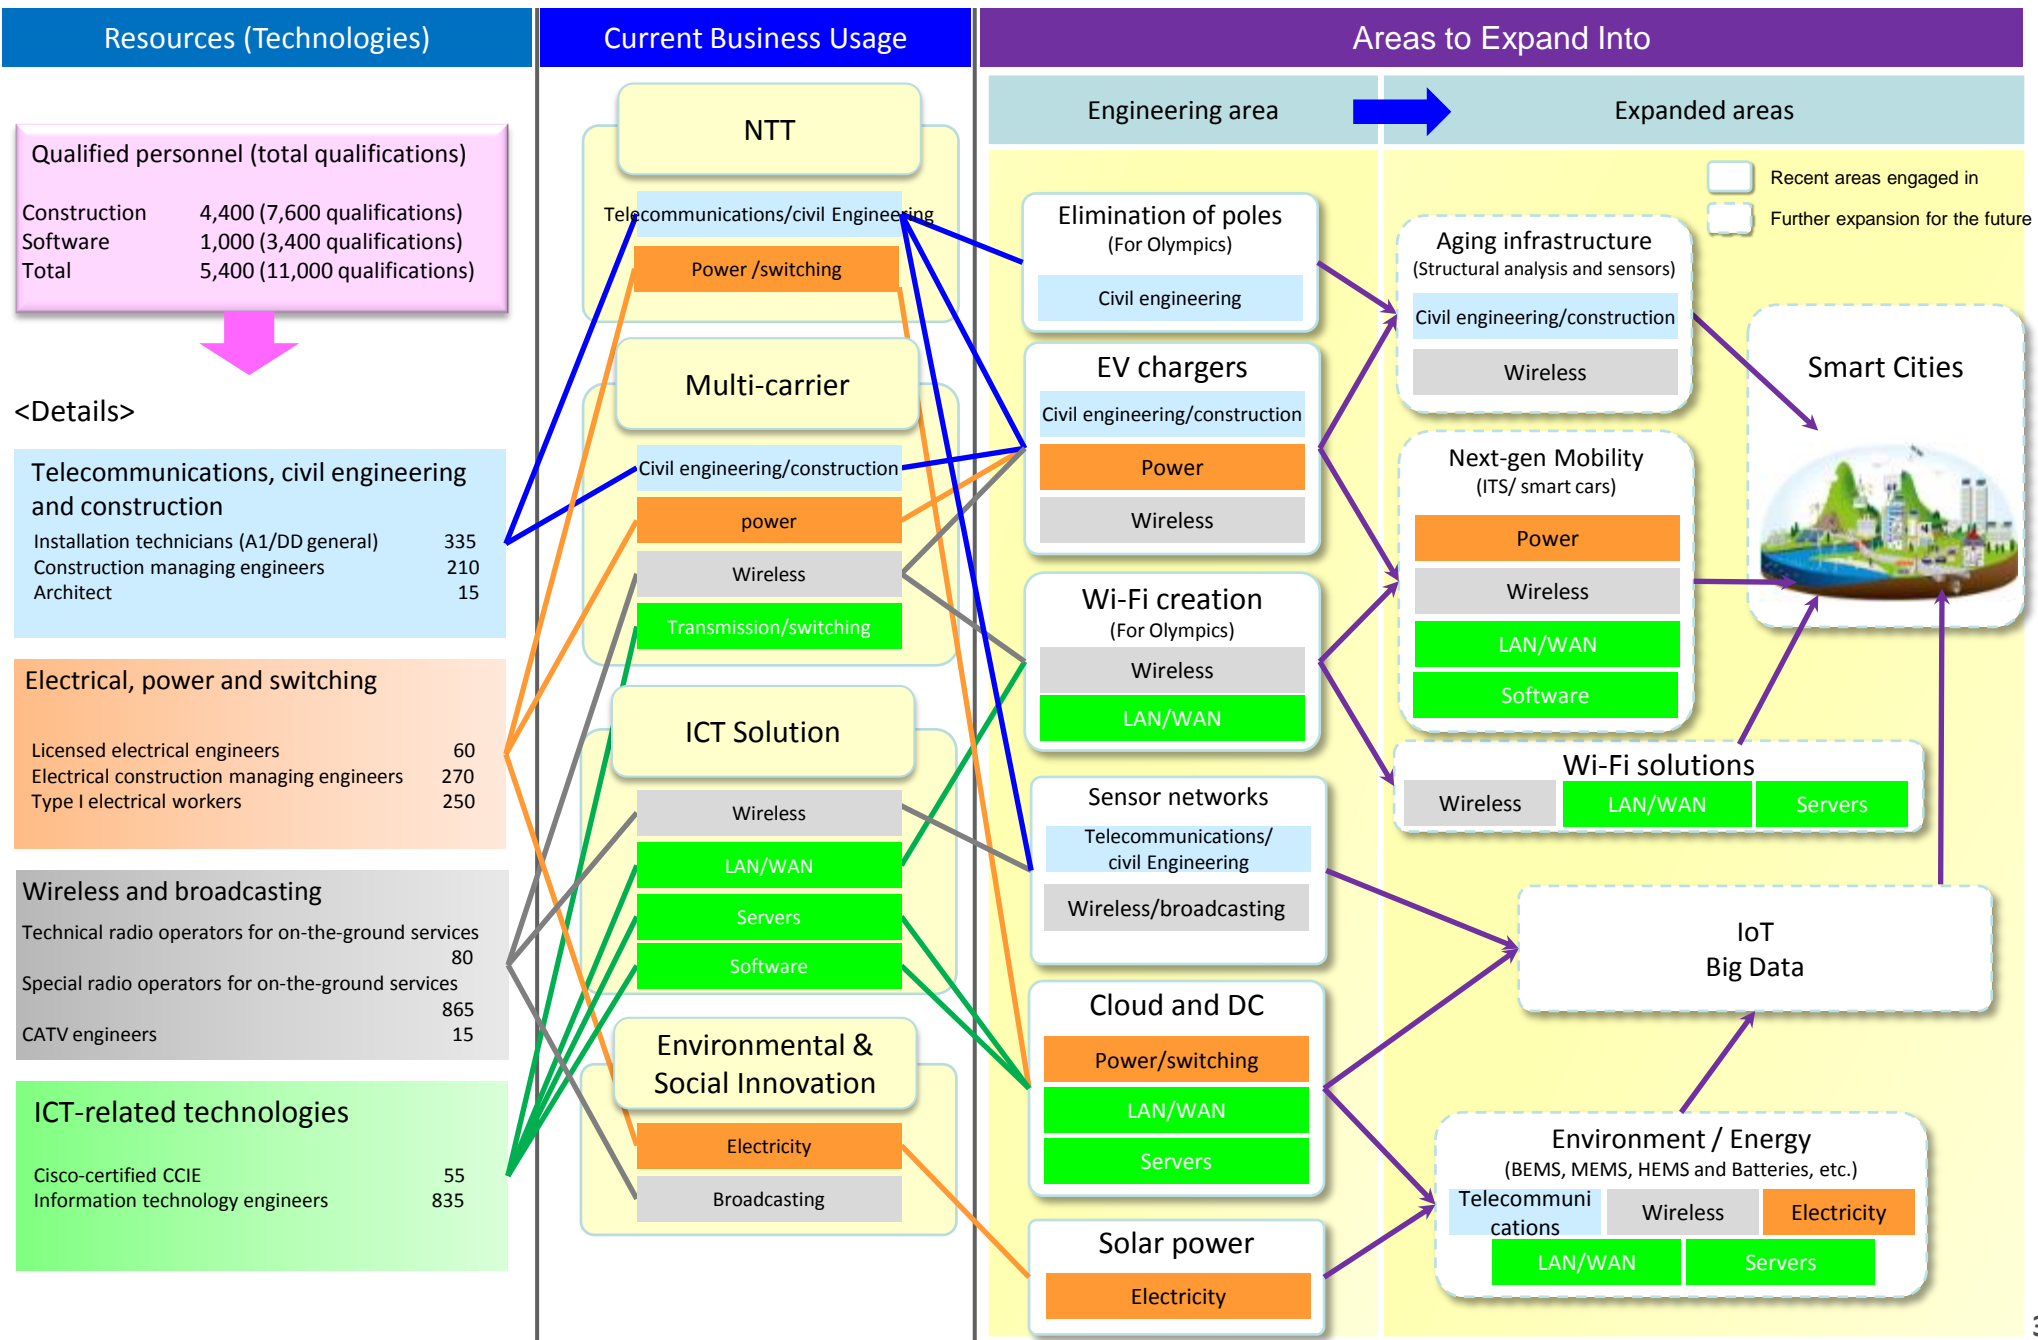 Resources (Technologies)
Current Business Usage
Areas to Expand Into
Engineering area
Expanded areas
Qualified personnel (total qualifications)
Construction 4,400 (7,600 qualifications)
Software 1,000 (3,400 qualifications)
Total 5,400 (11,000 qualifications)
<Details>
Telecommunications, civil engineering
and construction
Installation technicians (A1/DD general) 335
Construction managing engineers 210
Architect 15
Electrical, power and switching
Licensed electrical engineers 60
Electrical construction managing engineers 270
Type I electrical workers 250
Wireless and broadcasting
Technical radio operators for on-the-ground services
80
Special radio operators for on-the-ground services
865
CATV engineers 15
ICT-related technologies
Cisco-certified CCIE 55
Information technology engineers 835
NTT
Telecommunications/civil Engineering
Power /switching
Multi-carrier
Civil engineering/construction
power
Wireless
Transmission/switching
ICT Solution
Wireless
LAN/WAN
Servers
Software
Environmental &
Social Innovation
Electricity
Broadcasting
Elimination of poles
(For Olympics)
Civil engineering
EV chargers
Civil engineering/construction
Power
Wireless
Wi-Fi creation
(For Olympics)
Wireless
LAN/WAN
Sensor networks
Telecommunications/
civil Engineering
Wireless/broadcasting
Cloud and DC
Power/switching
LAN/WAN
Servers
Solar power
Electricity
Recent areas engaged in
Further expansion for the future
Aging infrastructure
(Structural analysis and sensors)
Civil engineering/construction
Wireless
Next-gen Mobility
(ITS/ smart cars)
Power
Wireless
LAN/WAN
Software
Wi-Fi solutions
Wireless LAN/WAN Servers
Smart Cities
IoT
Big Data
Environment / Energy
(BEMS, MEMS, HEMS and Batteries, etc.)
Telecommuni
cations
Wireless
Electricity
LAN/WAN
Servers